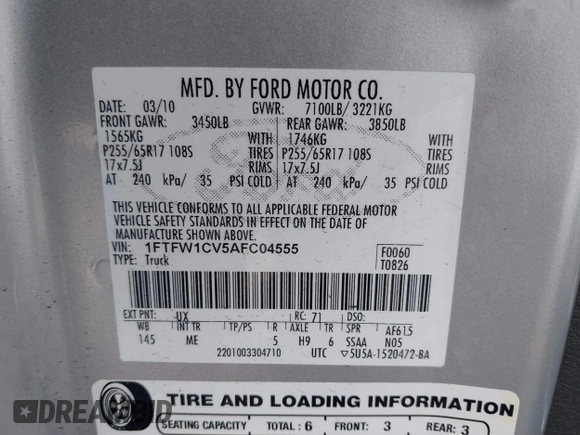 MFD. BY FORD MOTOR CO.
DATE: 03/10 GVWR: 7100LB/ 3221KG
FRONT GAWR: 3450LB REAR GAWR: 3850LB
1565KG WITH 1746KG WITH
P255/65R17 108S TIRES P255/65R17 108S TIRES
17x7.5J RIMS 17x7.5J RIMS
AT 240 kPa/ 35 PSI COLD AT 240 kPa/ 35 PSI COLD
THIS VEHICLE CONFORMS TO ALL APPLICABLE FEDERAL MOTOR
VEHICLE SAFETY STANDARDS IN EFFECT ON THE DATE OF
MANUFACTURE SHOWN ABOVE.
VIN: 1FTFW1CV5AFC04555 F0060
TYPE: Truck T0826
EXT PNT: UX RC: 71 DSO:
WB INT TR TP/PS R AXLE TR SPR AF615
145 ME 5 H9 6 SSAA N05
2201003304710 UTC ▽5U5A-1520472-BA
TIRE AND LOADING INFORMATION
SEATING CAPACITY TOTAL: 6 FRONT: 3 REAR: 3
DREAMBID